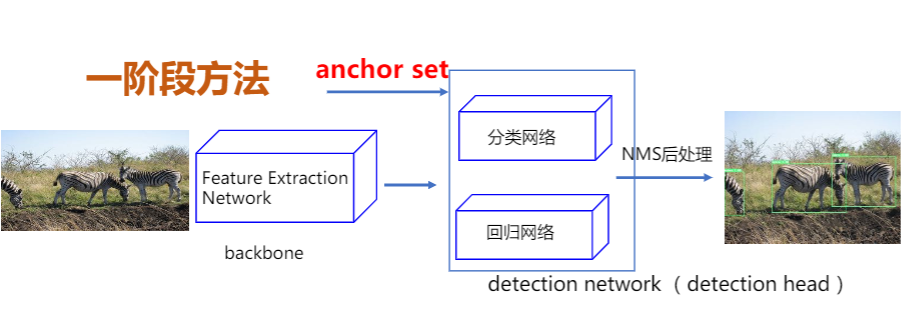 一阶段方法
anchor set
Feature Extraction
Network
backbone
分类网络
回归网络
NMS后处理
detection network（detection head）